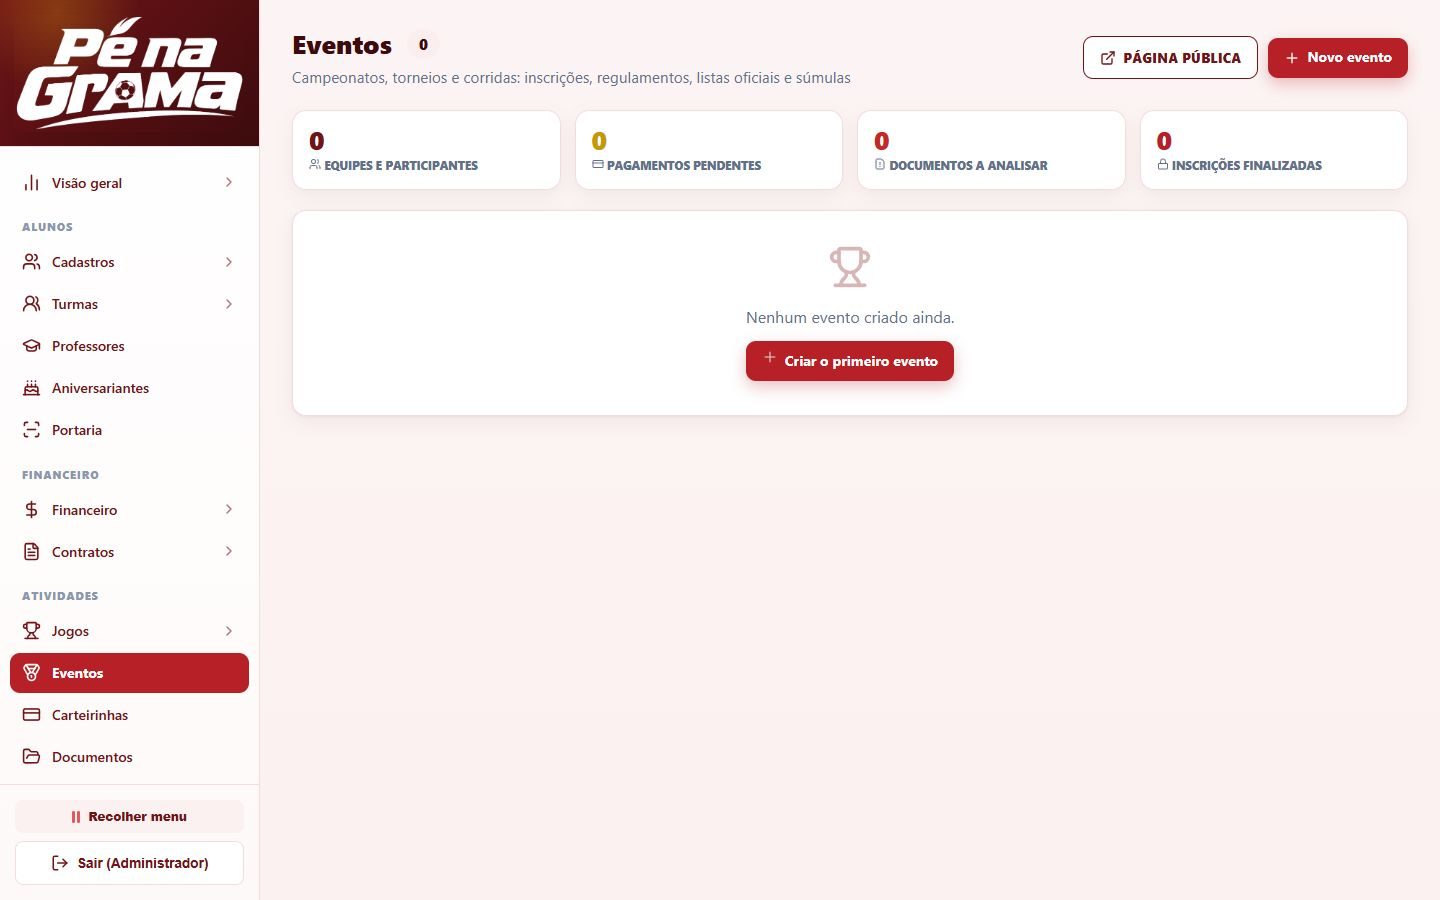 Pé na
GRAMA
Visão geral
ALUNOS
Cadastros
Turmas
Professores
Aniversariantes
Portaria
FINANCEIRO
Financeiro
Contratos
ATIVIDADES
Jogos
Eventos
Carteirinhas
Documentos
Recolher menu
Sair (Administrador)
Eventos 0
Campeonatos, torneios e corridas: inscrições, regulamentos, listas oficiais e súmulas
PÁGINA PÚBLICA
Novo evento
0
EQUIPES E PARTICIPANTES
0
PAGAMENTOS PENDENTES
0
DOCUMENTOS A ANALISAR
0
INSCRIÇÕES FINALIZADAS
Nenhum evento criado ainda.
Criar o primeiro evento